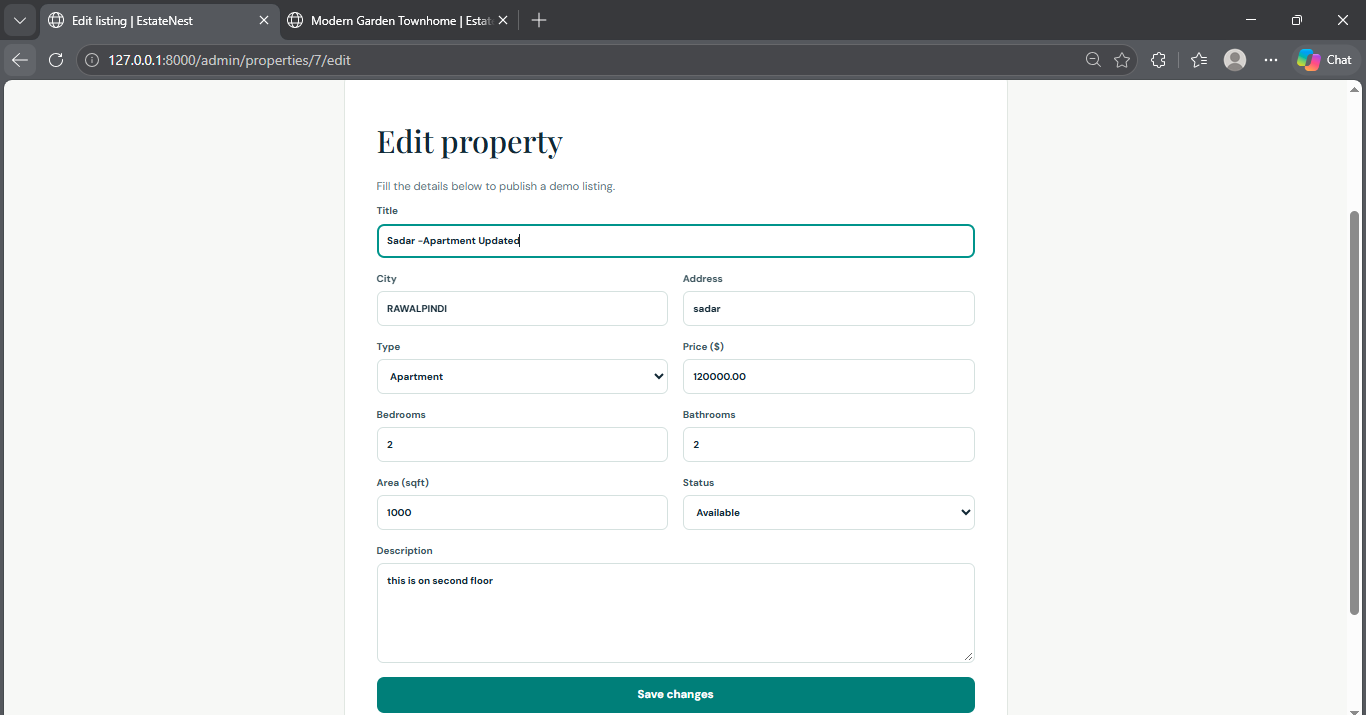 Edit listing | EstateNest
Modern Garden Townhome | Estat
127.0.0.1:8000/admin/properties/7/edit
Chat
Edit property
Fill the details below to publish a demo listing.
Title
Sadar -Apartment Updated
City Address
RAWALPINDI sadar
Type Price ($)
Apartment 120000.00
Bedrooms Bathrooms
2 2
Area (sqft) Status
1000 Available
Description
this is on second floor
Save changes